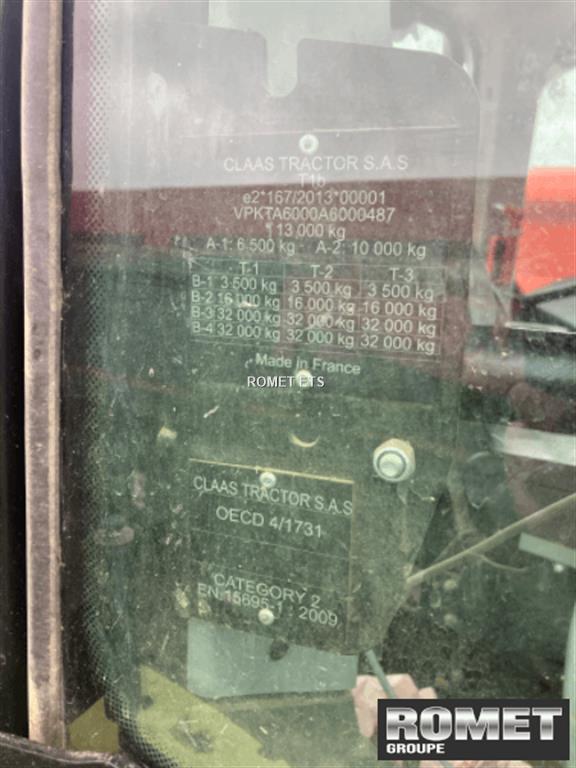 CLAAS TRACTOR S.A.S
T1b
e2*167/2013*00001
VPKTA6000A6000487
13 000 kg
A-1: 6 500 kg - A-2: 10 000 kg
T-1 T-2 T-3
B-1 3 500 kg 3 500 kg 3 500 kg
B-2 16 000 kg 16 000 kg 16 000 kg
B-3 32 000 kg 32 000 kg 32 000 kg
B-4 32 000 kg 32 000 kg 32 000 kg
Made in France
ROMET ETS
CLAAS TRACTOR S.A.S
OECD 4/1731
CATEGORY 2
EN 15695-1 : 2009
ROMET
GROUPE